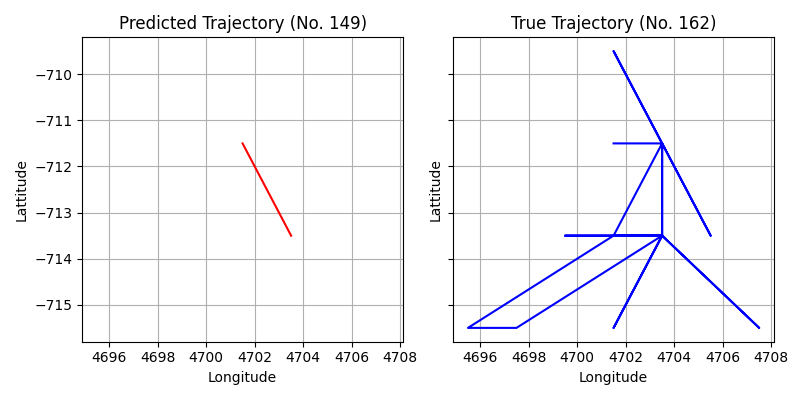 Predicted Trajectory (No. 149)
True Trajectory (No. 162)
Lattitude
−710
−711
−712
−713
−714
−715
4696 4698 4700 4702 4704 4706 4708
Longitude
Lattitude
4696 4698 4700 4702 4704 4706 4708
Longitude